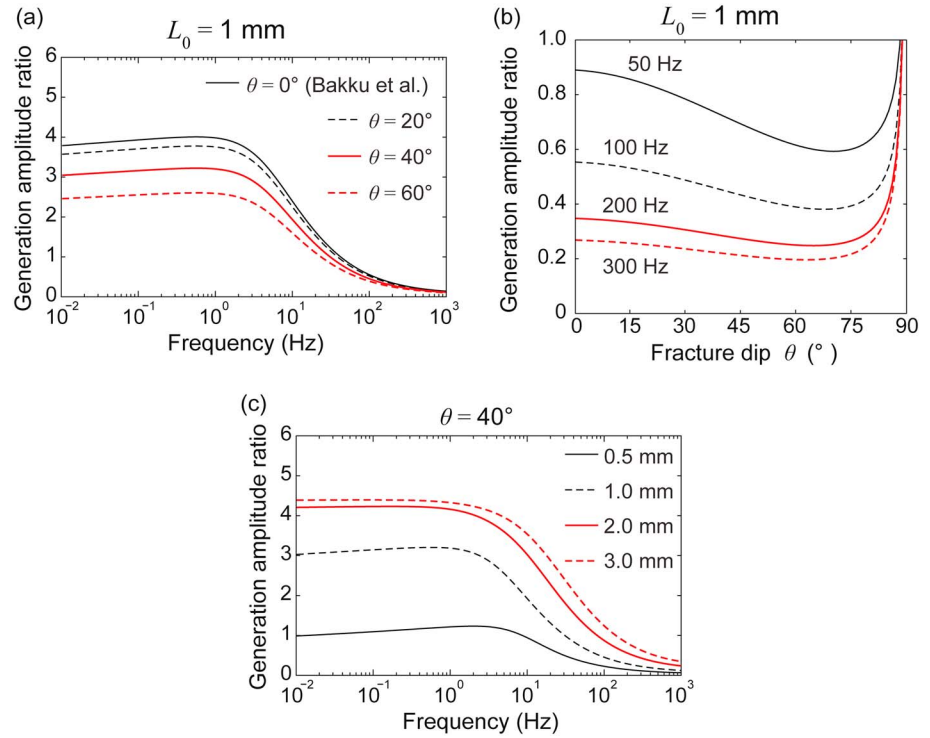 (a)
L₀ = 1 mm
Generation amplitude ratio
6
5
4
3
2
1
0
θ = 0° (Bakku et al.)
θ = 20°
θ = 40°
θ = 60°
10⁻² 10⁻¹ 10⁰ 10¹ 10² 10³
Frequency (Hz)
(b)
L₀ = 1 mm
Generation amplitude ratio
1.0
0.8
0.6
0.4
0.2
0
50 Hz
100 Hz
200 Hz
300 Hz
0 15 30 45 60 75 90
Fracture dip θ (°)
(c)
θ = 40°
Generation amplitude ratio
6
5
4
3
2
1
0
0.5 mm
1.0 mm
2.0 mm
3.0 mm
10⁻² 10⁻¹ 10⁰ 10¹ 10² 10³
Frequency (Hz)